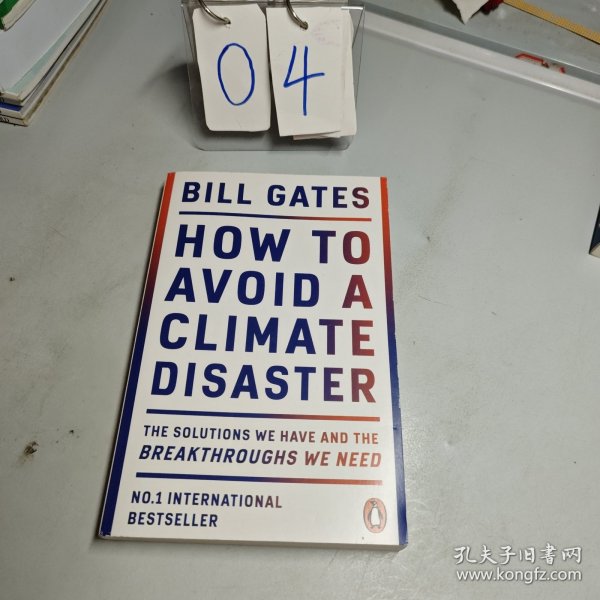 04
BILL GATES
HOW TO
AVOID A
CLIMATE
DISASTER
THE SOLUTIONS WE HAVE AND THE
BREAKTHROUGHS WE NEED
NO.1 INTERNATIONAL
BESTSELLER
孔夫子旧书网
www.kongfz.com